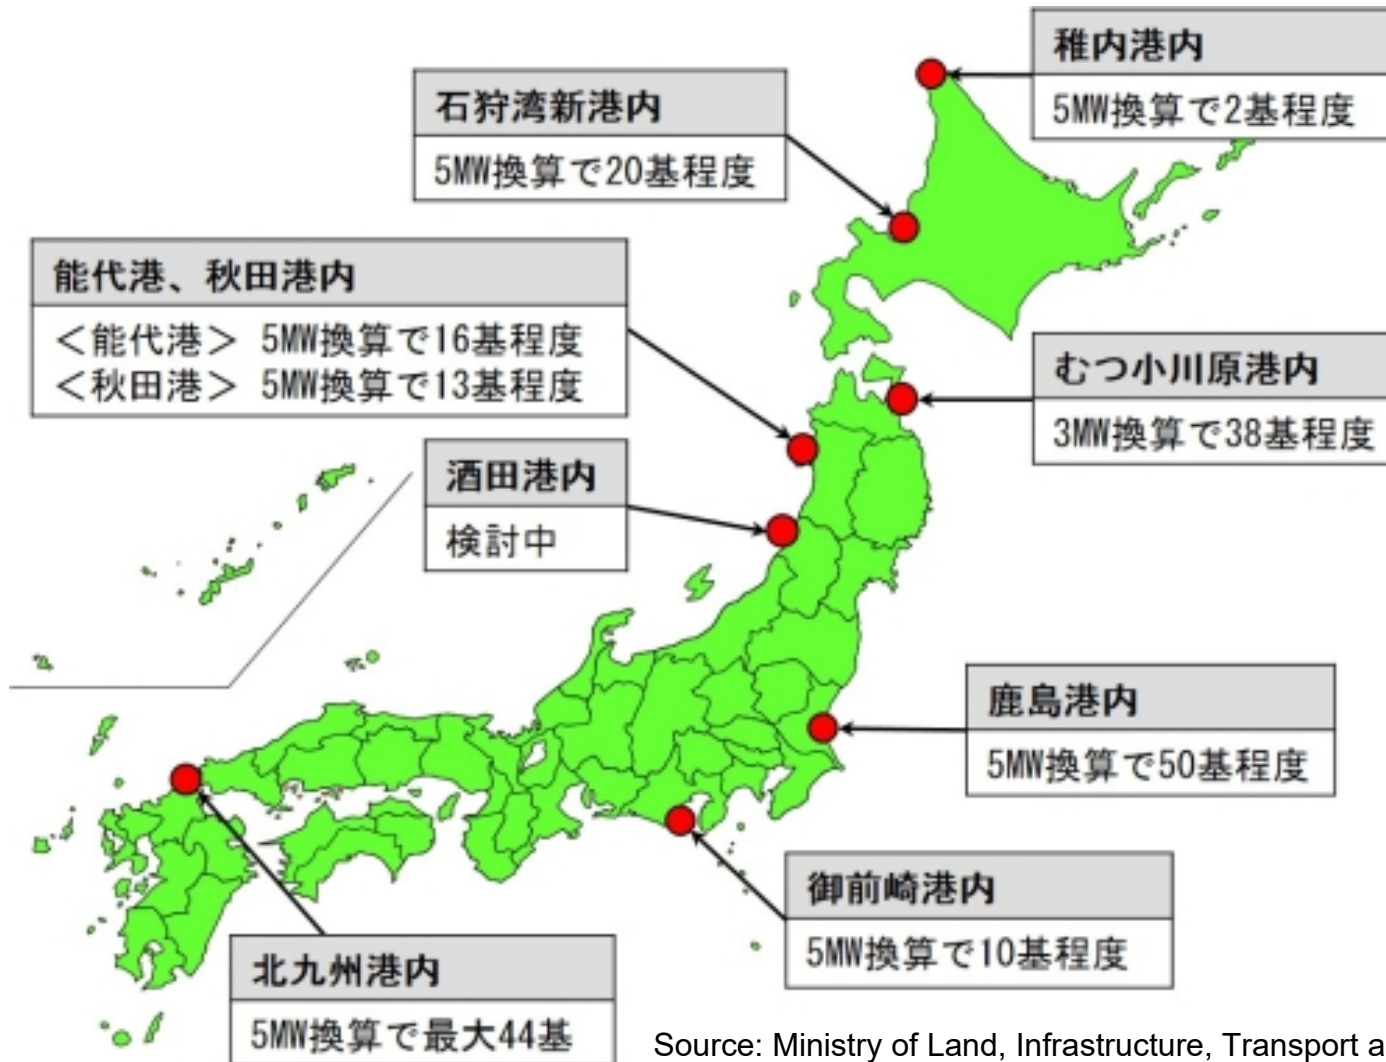 稚内港内
5MW換算で2基程度
石狩湾新港内
5MW換算で20基程度
能代港、秋田港内
＜能代港＞ 5MW換算で16基程度
＜秋田港＞ 5MW換算で13基程度
むつ小川原港内
3MW換算で38基程度
酒田港内
検討中
鹿島港内
5MW換算で50基程度
御前崎港内
5MW換算で10基程度
北九州港内
5MW換算で最大44基
Source: Ministry of Land, Infrastructure, Transport a